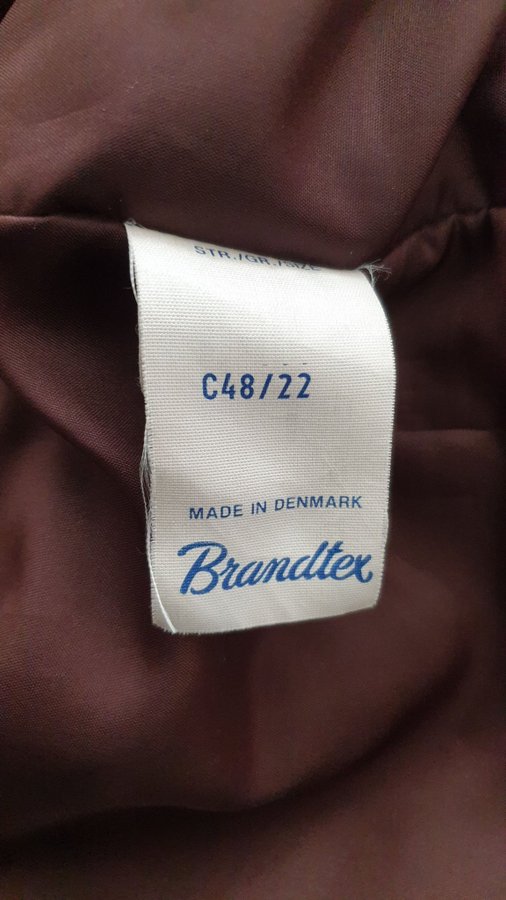 STR./GR./SIZE
C48/22
MADE IN DENMARK
Brandtex